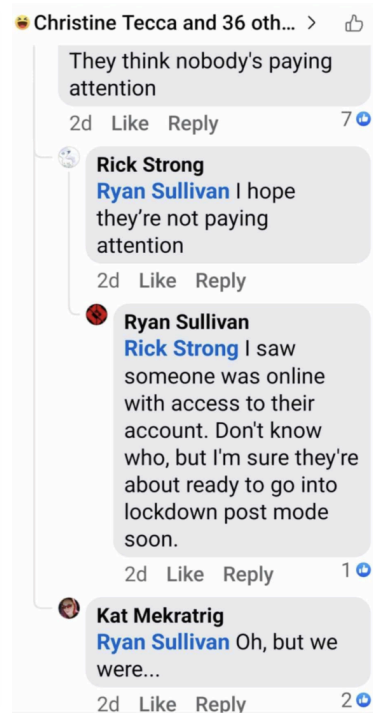 Christine Tecca and 36 oth... >
They think nobody's paying
attention
2d Like Reply 7
Rick Strong
Ryan Sullivan I hope
they're not paying
attention
2d Like Reply
Ryan Sullivan
Rick Strong I saw
someone was online
with access to their
account. Don't know
who, but I'm sure they're
about ready to go into
lockdown post mode
soon.
2d Like Reply 1
Kat Mekratrig
Ryan Sullivan Oh, but we
were...
2d Like Reply 2